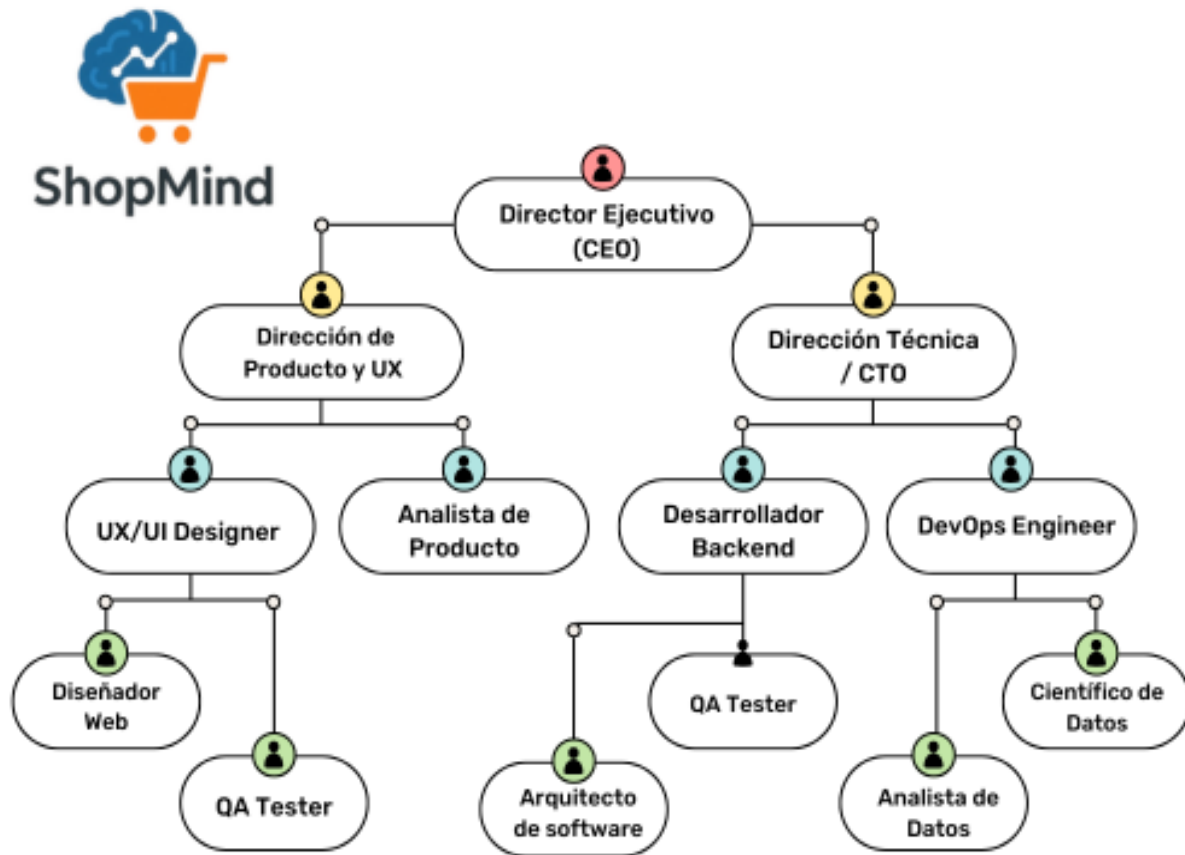 ShopMind
Director Ejecutivo
(CEO)
Dirección de
Producto y UX
Dirección Técnica
/ CTO
UX/UI Designer
Analista de
Producto
Desarrollador
Backend
DevOps Engineer
Diseñador
Web
QA Tester
Arquitecto
de software
QA Tester
Analista de
Datos
Científico de
Datos